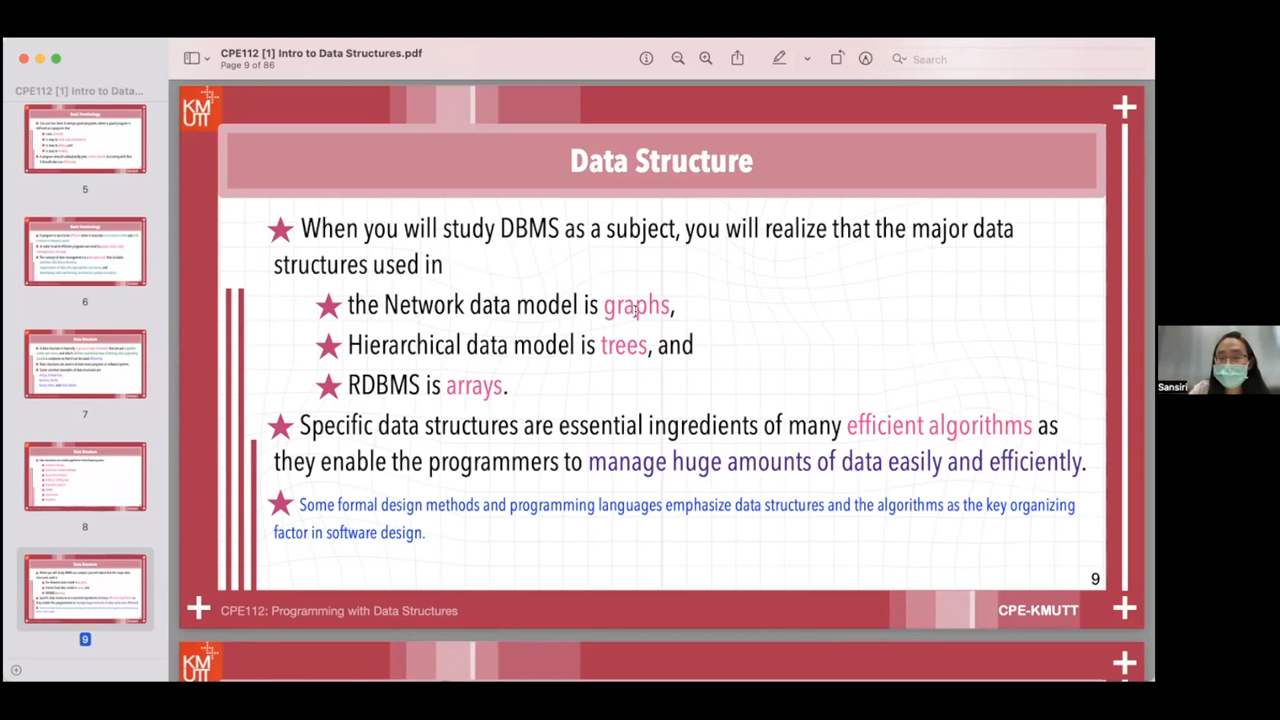 CPE112 [1] Intro to Data Structures.pdf
Page 9 of 86
Search
CPE112 [1] Intro to Data...
5
6
7
8
9
KM
UTT
Data Structure
When you will study DBMS as a subject, you will realize that the major data
structures used in
the Network data model is graphs,
Hierarchical data model is trees, and
RDBMS is arrays.
Specific data structures are essential ingredients of many efficient algorithms as
they enable the programmers to manage huge amounts of data easily and efficiently.
Some formal design methods and programming languages emphasize data structures and the algorithms as the key organizing
factor in software design.
9
CPE112: Programming with Data Structures
CPE-KMUTT
KM
UTT
Sansiri